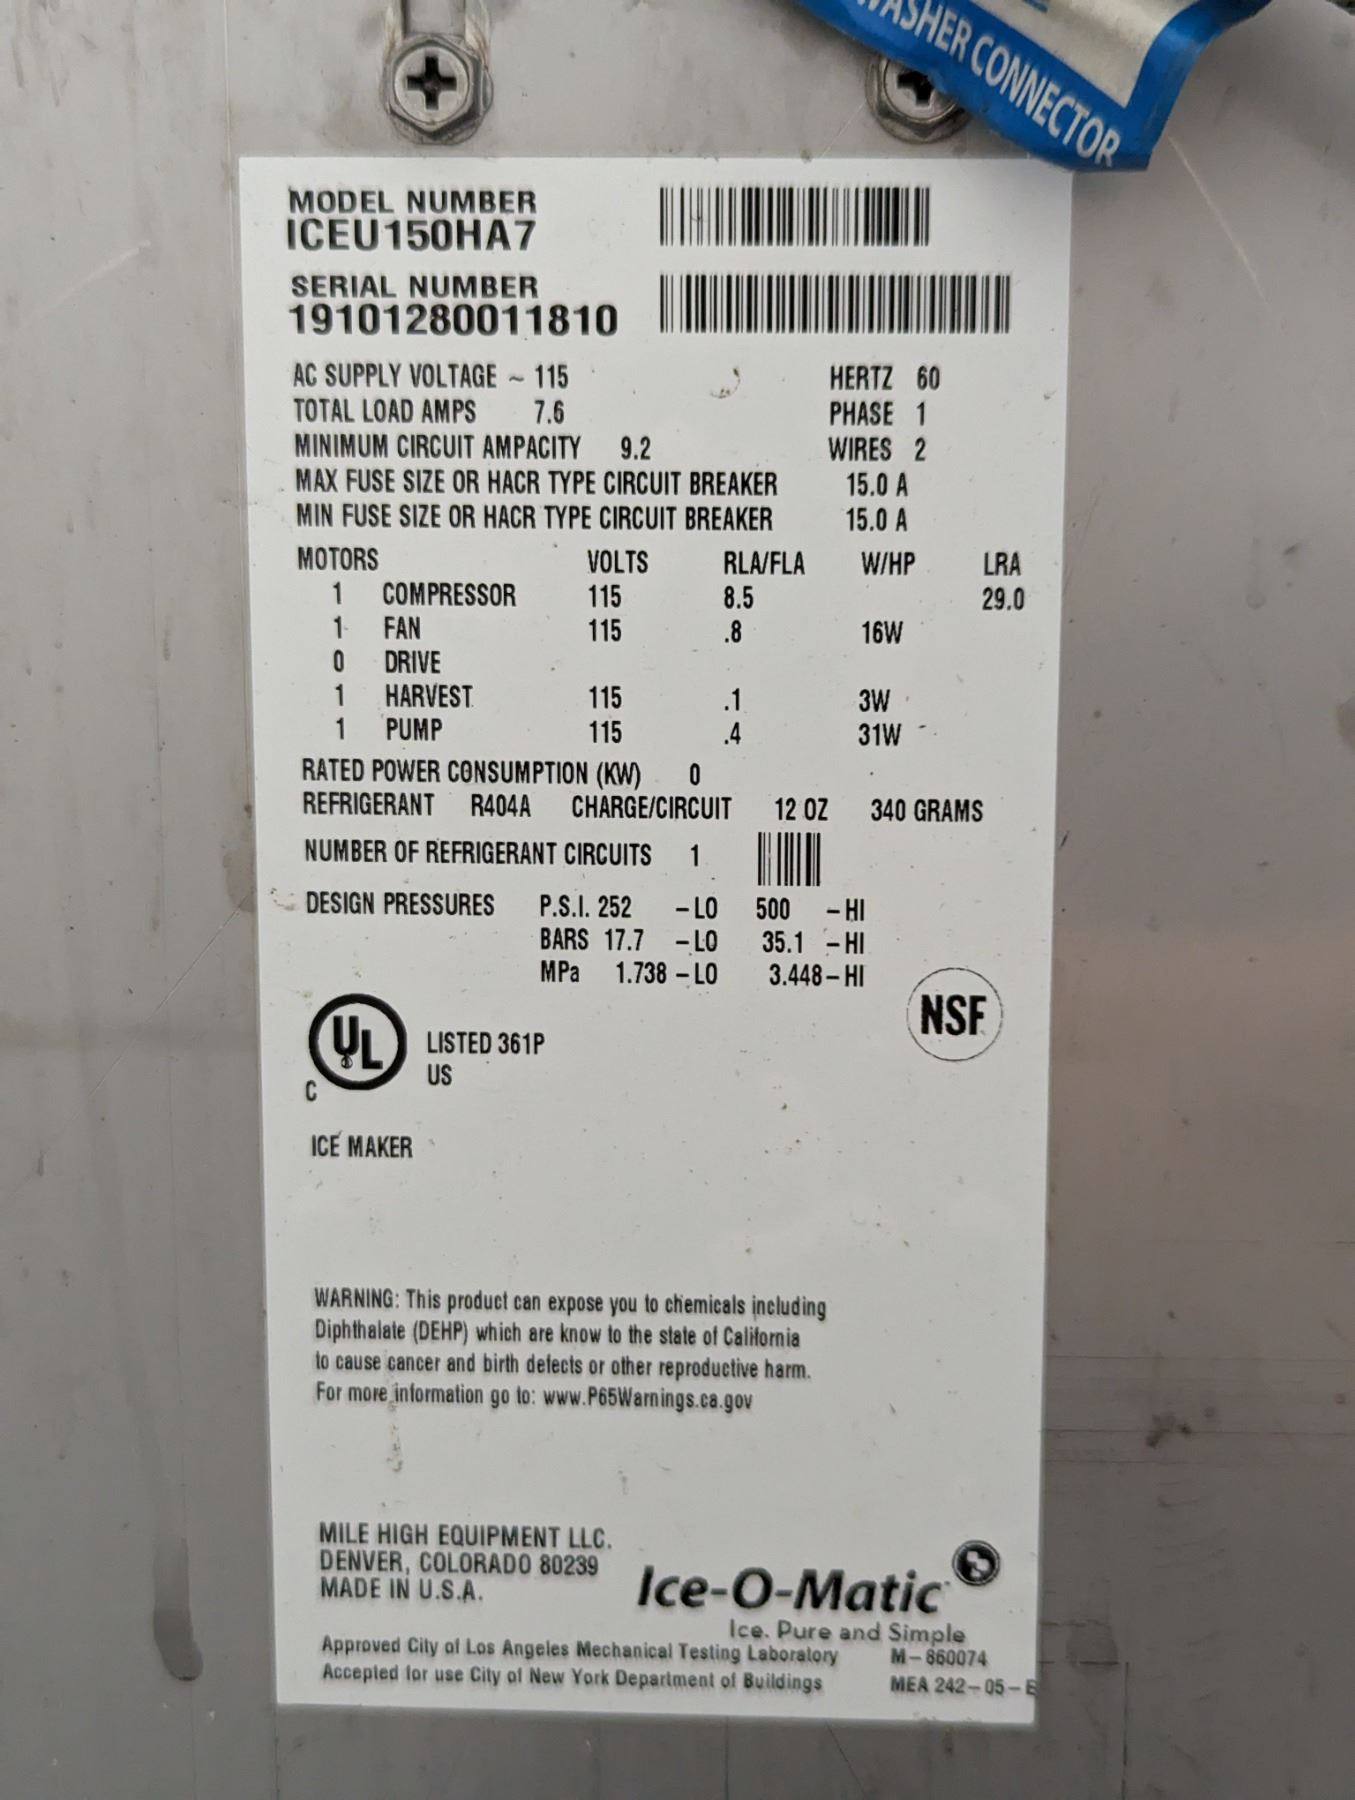 WASHER CONNECTOR
MODEL NUMBER
ICEU150HA7
SERIAL NUMBER
19101280011810
AC SUPPLY VOLTAGE ~ 115 HERTZ 60
TOTAL LOAD AMPS 7.6 PHASE 1
MINIMUM CIRCUIT AMPACITY 9.2 WIRES 2
MAX FUSE SIZE OR HACR TYPE CIRCUIT BREAKER 15.0 A
MIN FUSE SIZE OR HACR TYPE CIRCUIT BREAKER 15.0 A
MOTORS VOLTS RLA/FLA W/HP LRA
1 COMPRESSOR 115 8.5 29.0
1 FAN 115 .8 16W
0 DRIVE
1 HARVEST 115 .1 3W
1 PUMP 115 .4 31W
RATED POWER CONSUMPTION (KW) 0
REFRIGERANT R404A CHARGE/CIRCUIT 12 OZ 340 GRAMS
NUMBER OF REFRIGERANT CIRCUITS 1
DESIGN PRESSURES P.S.I. 252 – LO 500 – HI
BARS 17.7 – LO 35.1 – HI
MPa 1.738 – LO 3.448 – HI
NSF
C UL LISTED 361P
US
ICE MAKER
WARNING: This product can expose you to chemicals including
Diphthalate (DEHP) which are know to the state of California
to cause cancer and birth defects or other reproductive harm.
For more information go to: www.P65Warnings.ca.gov
MILE HIGH EQUIPMENT LLC.
DENVER, COLORADO 80239
MADE IN U.S.A.
Ice-O-Matic
Ice. Pure and Simple
Approved City of Los Angeles Mechanical Testing Laboratory M – 860074
Accepted for use City of New York Department of Buildings MEA 242 – 05 – E